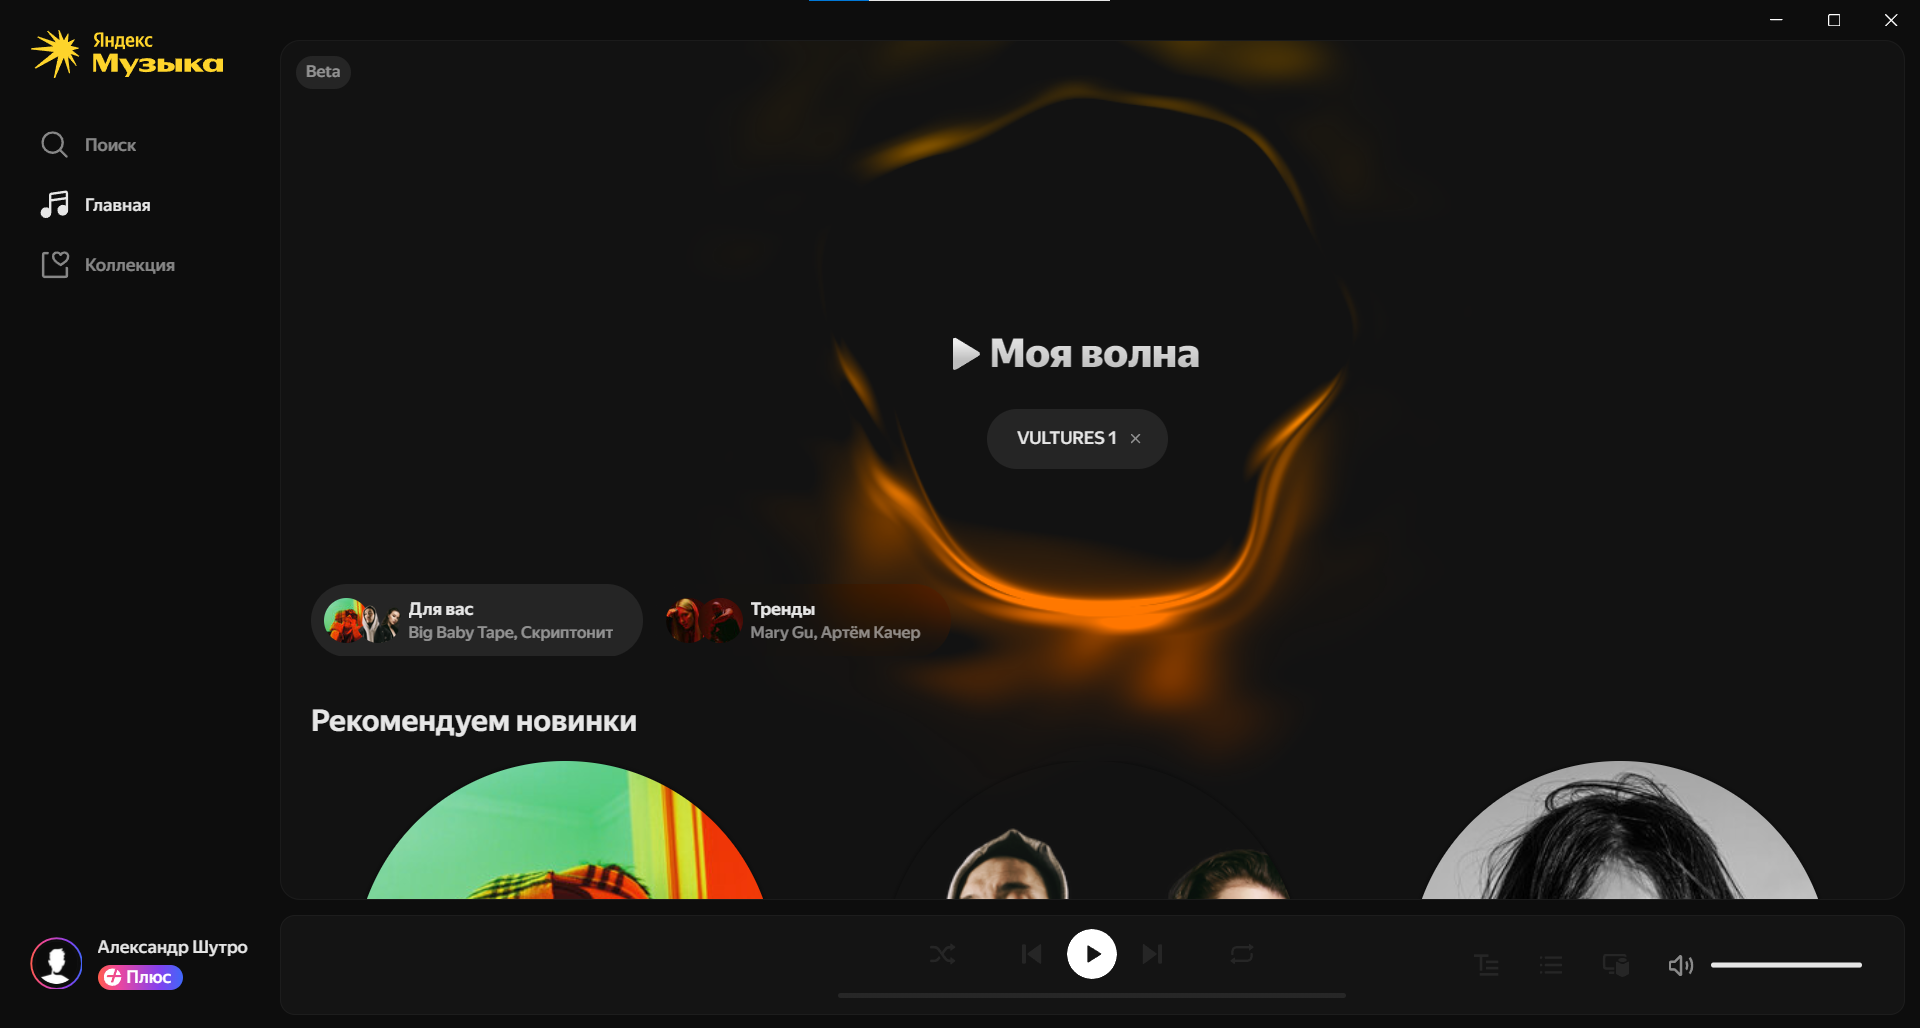 Яндекс
Музыка
Поиск
Главная
Коллекция
Beta
Моя волна
VULTURES 1
Для вас
Big Baby Tape, Скриптонит
Тренды
Mary Gu, Артём Качер
Рекомендуем новинки
Александр Шутро
Плюс